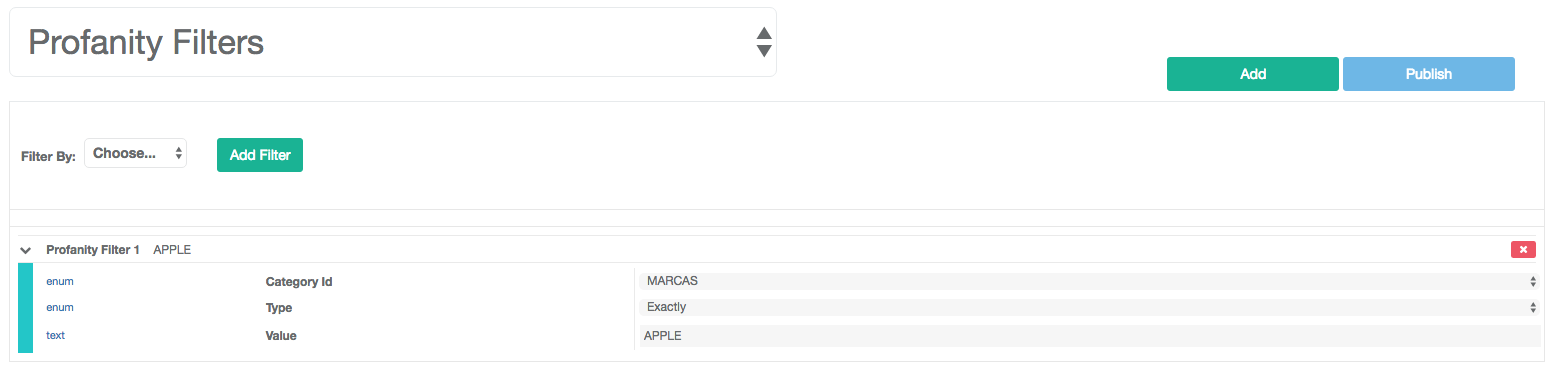 Profanity Filters
Add Publish
Filter By: Choose... Add Filter
Profanity Filter 1 APPLE
enum Category Id MARCAS
enum Type Exactly
text Value APPLE